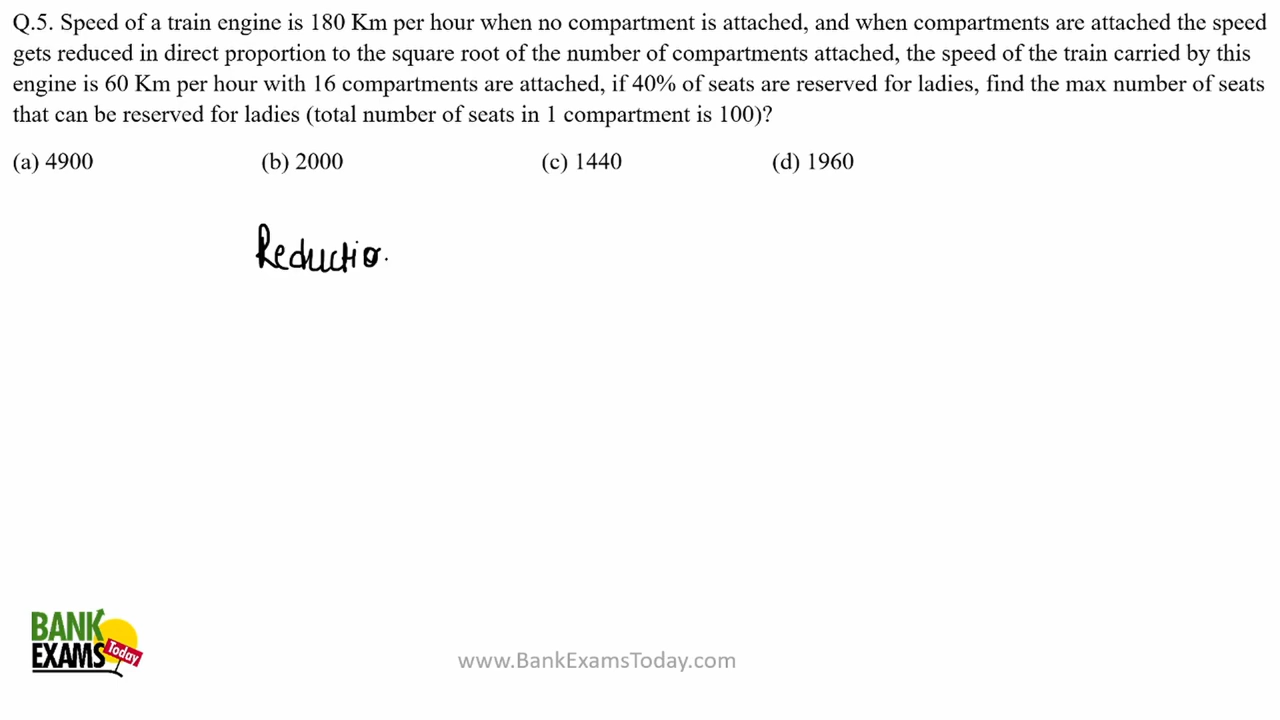 Q.5. Speed of a train engine is 180 Km per hour when no compartment is attached, and when compartments are attached the speed
gets reduced in direct proportion to the square root of the number of compartments attached, the speed of the train carried by this
engine is 60 Km per hour with 16 compartments are attached, if 40% of seats are reserved for ladies, find the max number of seats
that can be reserved for ladies (total number of seats in 1 compartment is 100)?
(a) 4900 (b) 2000 (c) 1440 (d) 1960
Reductio
BANK
EXAMS Today
www.BankExamsToday.com